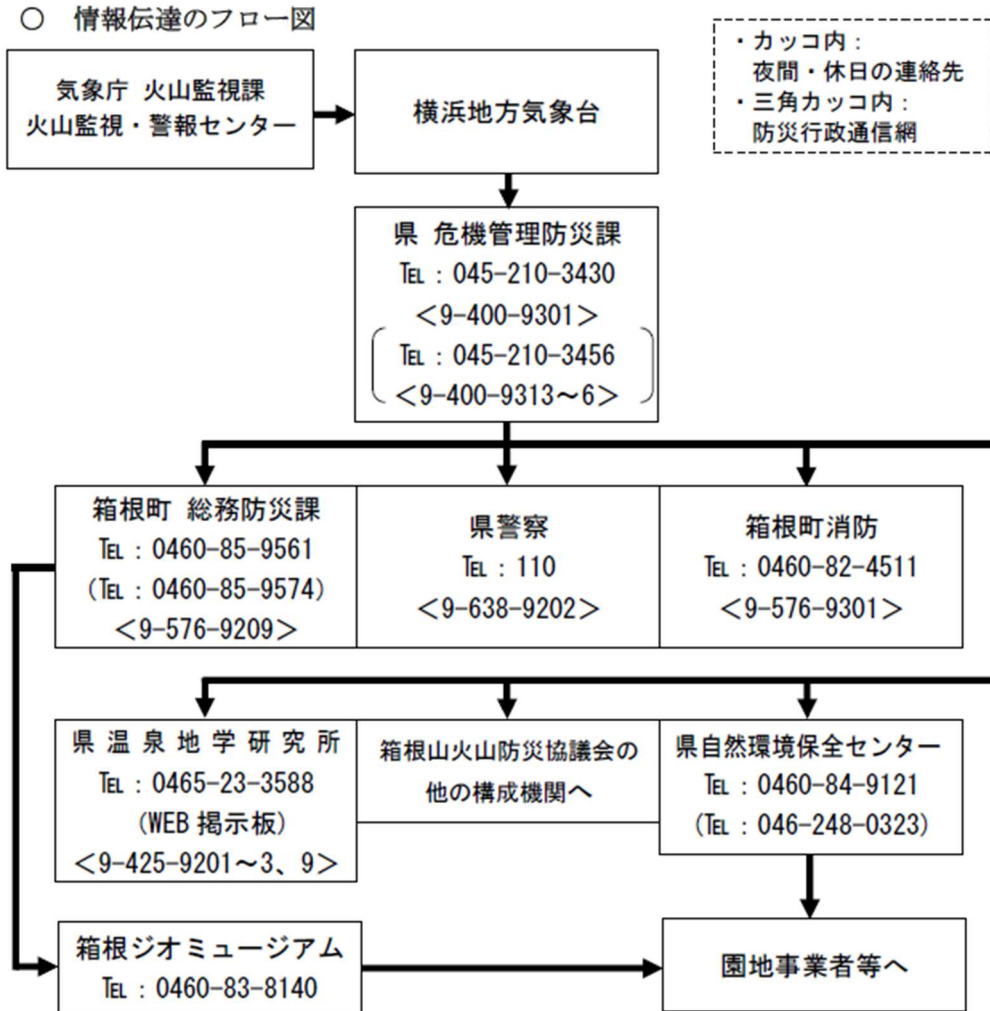 ○ 情報伝達のフロー図
・カッコ内：
夜間・休日の連絡先
・三角カッコ内：
防災行政通信網
気象庁 火山監視課
火山監視・警報センター
横浜地方気象台
県 危機管理防災課
℡：045-210-3430
＜9-400-9301＞
℡：045-210-3456
＜9-400-9313～6＞
箱根町 総務防災課
℡：0460-85-9561
（℡：0460-85-9574）
＜9-576-9209＞
県警察
℡：110
＜9-638-9202＞
箱根町消防
℡：0460-82-4511
＜9-576-9301＞
県温泉地学研究所
℡：0465-23-3588
（WEB 掲示板）
＜9-425-9201～3、9＞
箱根山火山防災協議会の
他の構成機関へ
県自然環境保全センター
℡：0460-84-9121
（℡：046-248-0323）
箱根ジオミュージアム
℡：0460-83-8140
園地事業者等へ